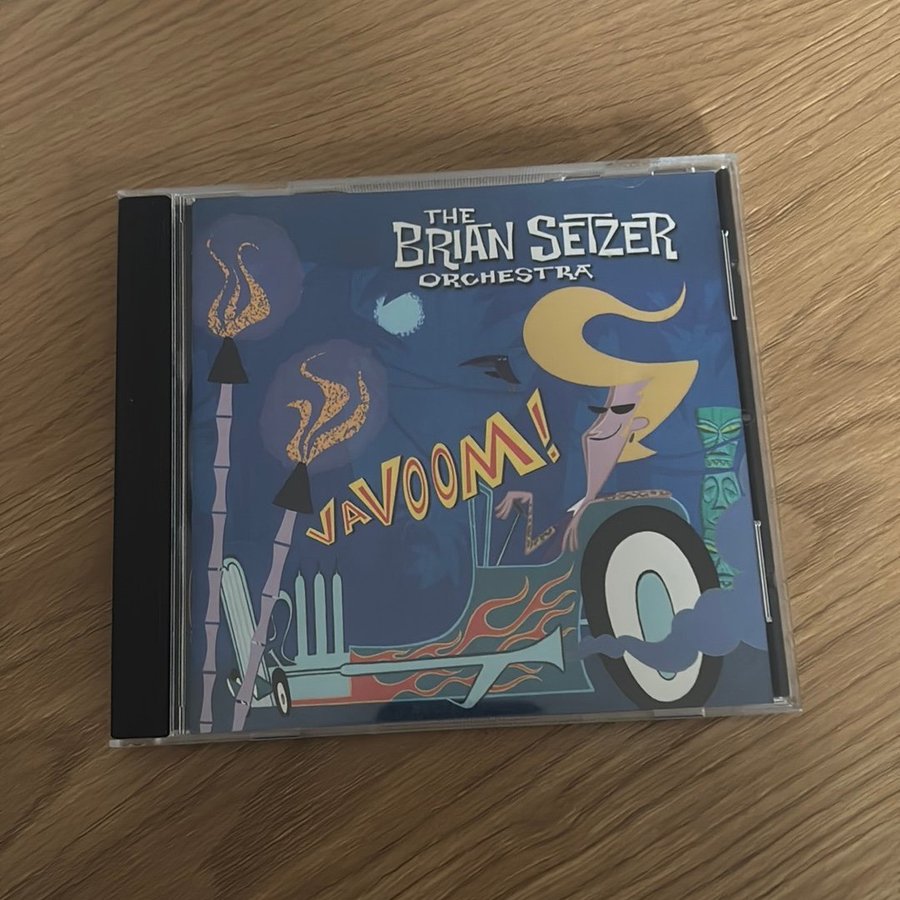 THE
BRIAN SETZER
ORCHESTRA
VAVOOM!